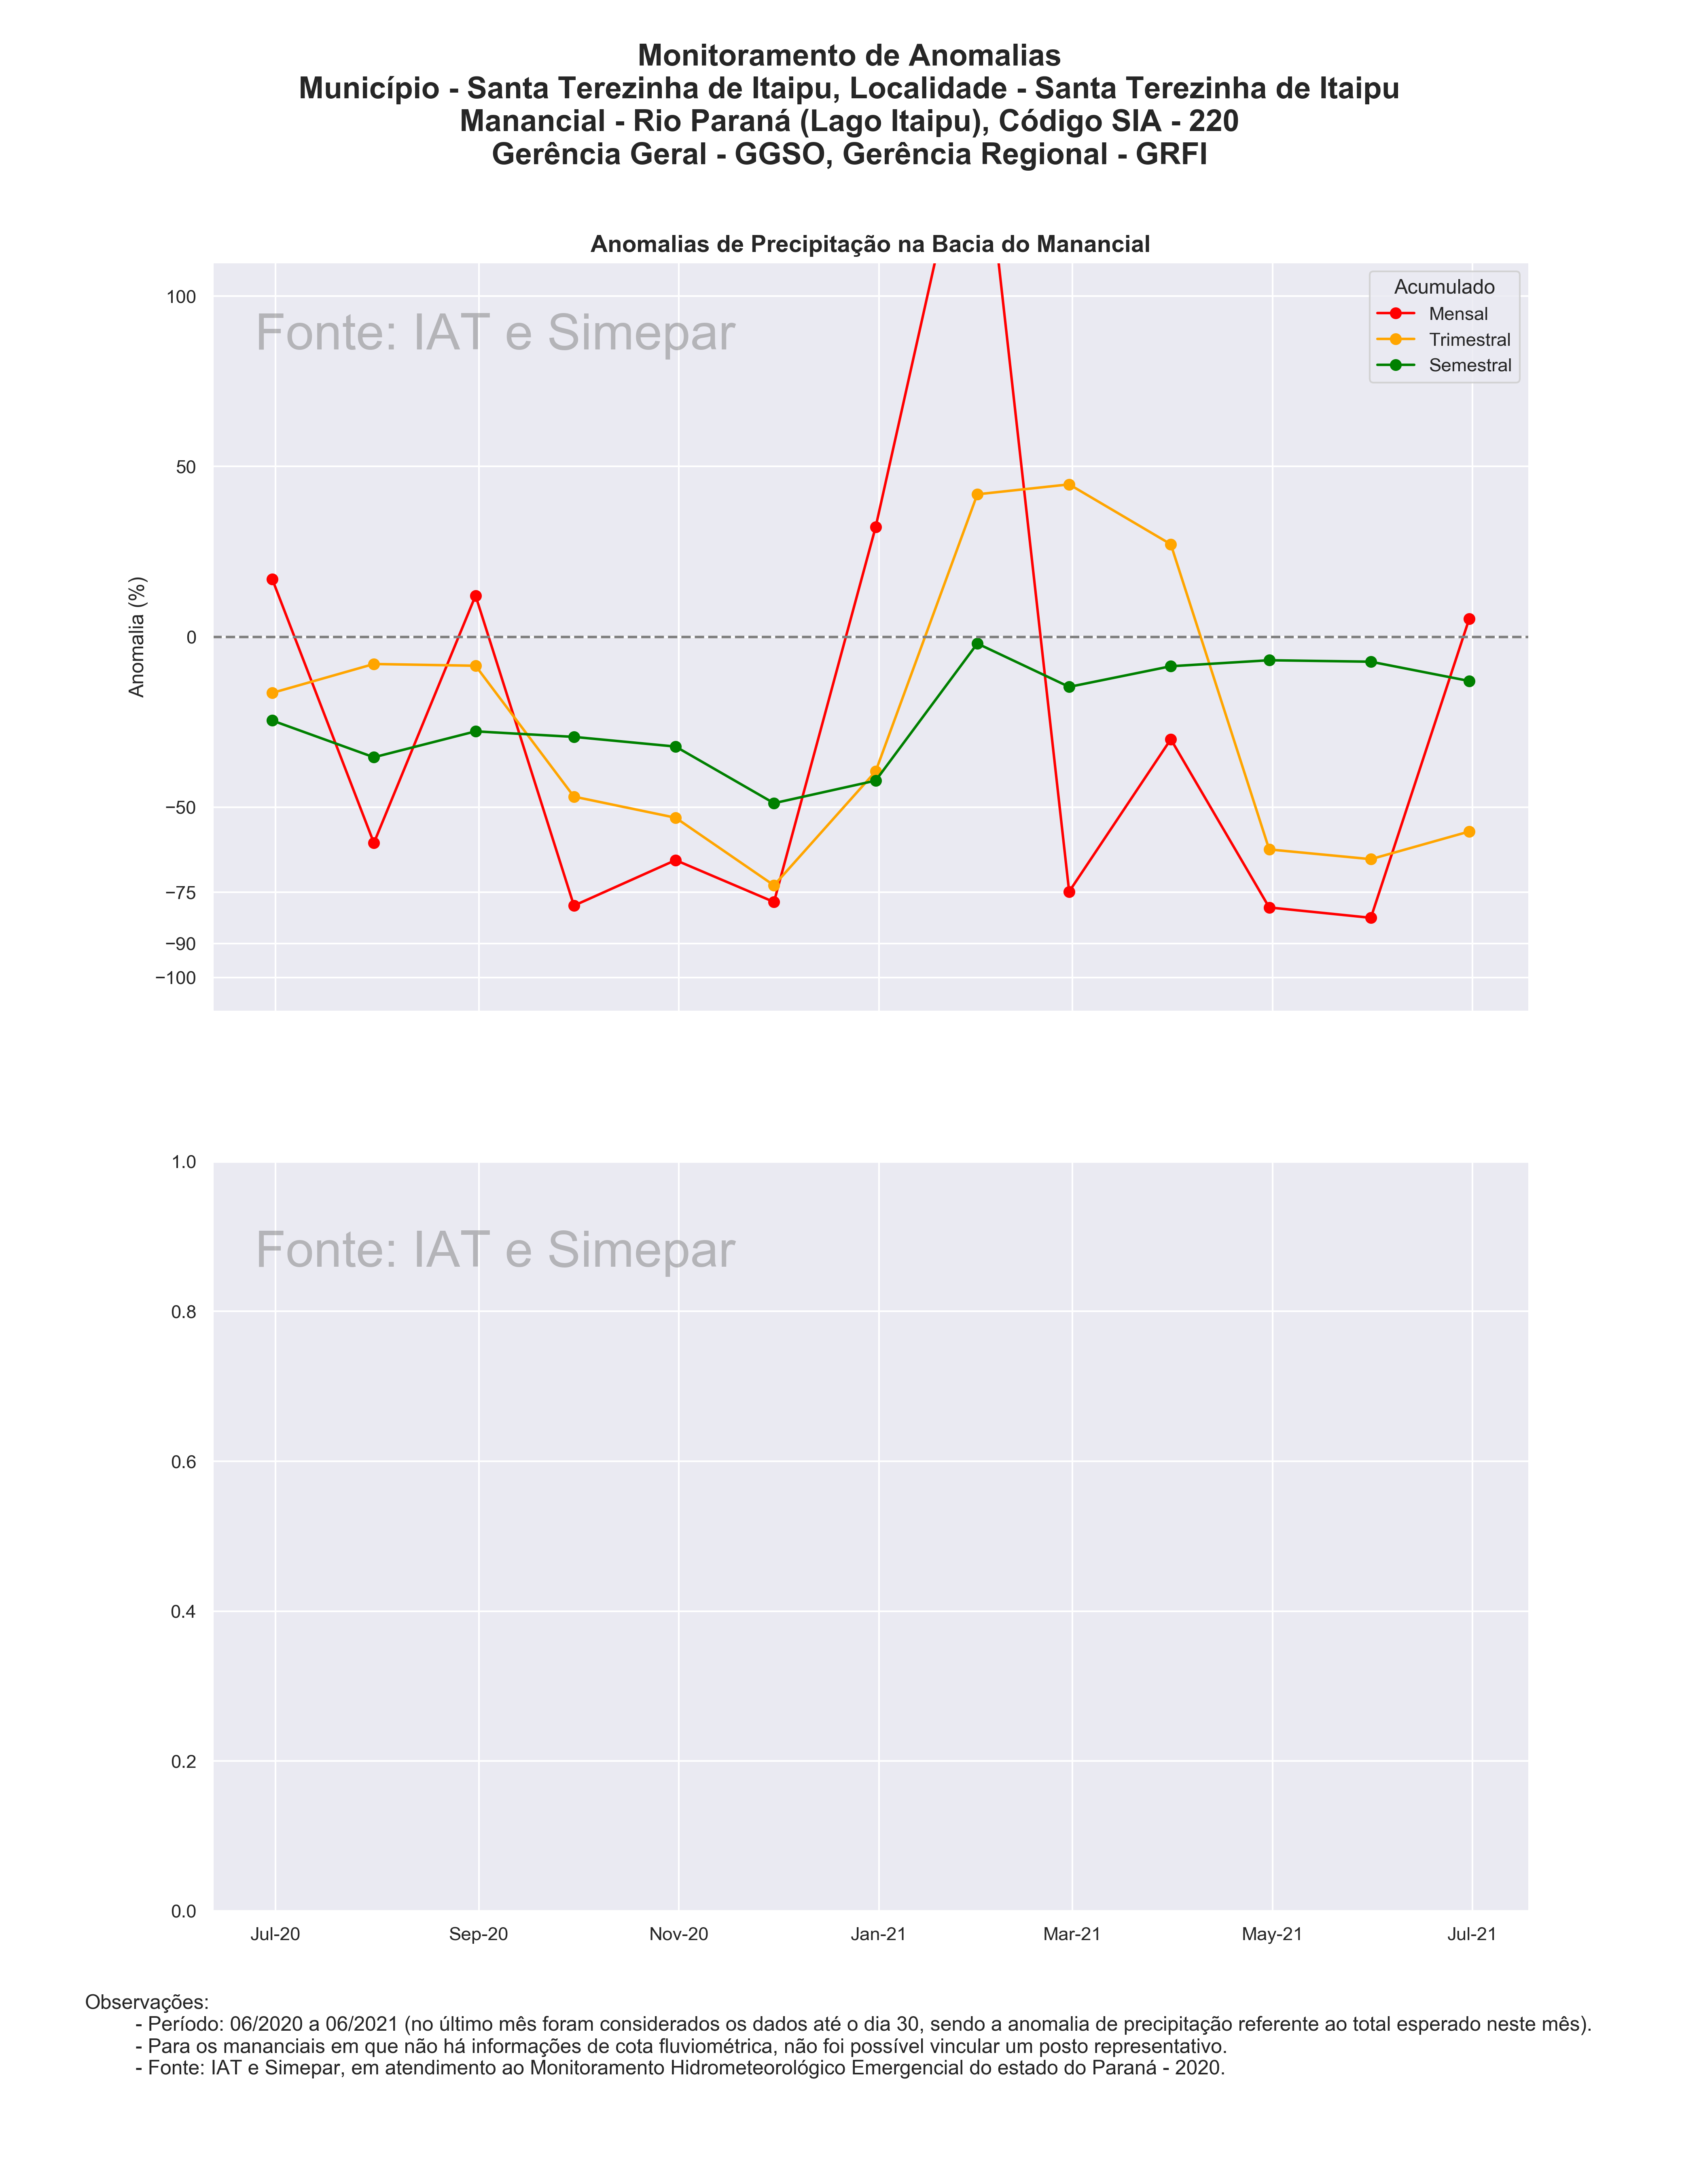 Monitoramento de Anomalias
Município - Santa Terezinha de Itaipu, Localidade - Santa Terezinha de Itaipu
Manancial - Rio Paraná (Lago Itaipu), Código SIA - 220
Gerência Geral - GGSO, Gerência Regional - GRFI
Anomalias de Precipitação na Bacia do Manancial
Fonte: IAT e Simepar
Acumulado
Mensal
Trimestral
Semestral
Anomalia (%)
100
50
0
−50
−75
−90
−100
Fonte: IAT e Simepar
1.0
0.8
0.6
0.4
0.2
0.0
Jul-20 Sep-20 Nov-20 Jan-21 Mar-21 May-21 Jul-21
Observações:
- Período: 06/2020 a 06/2021 (no último mês foram considerados os dados até o dia 30, sendo a anomalia de precipitação referente ao total esperado neste mês).
- Para os mananciais em que não há informações de cota fluviométrica, não foi possível vincular um posto representativo.
- Fonte: IAT e Simepar, em atendimento ao Monitoramento Hidrometeorológico Emergencial do estado do Paraná - 2020.